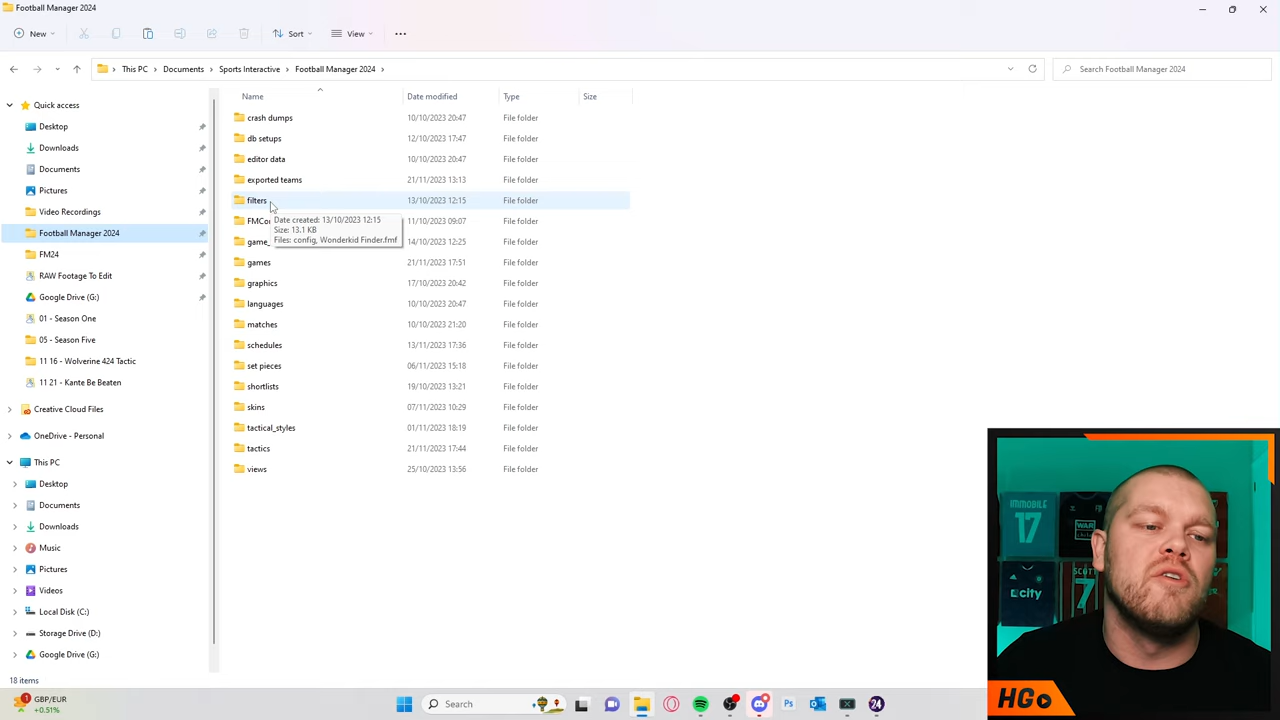 Football Manager 2024
New
Sort
View
This PC > Documents > Sports Interactive > Football Manager 2024 >
Search Football Manager 2024
Name Date modified Type Size
Quick access
Desktop
Downloads
Documents
Pictures
Video Recordings
Football Manager 2024
FM24
RAW Footage To Edit
Google Drive (G:)
01 - Season One
05 - Season Five
11 16 - Wolverine 424 Tactic
11 21 - Kante Be Beaten
Creative Cloud Files
OneDrive - Personal
This PC
Desktop
Documents
Downloads
Music
Pictures
Videos
Local Disk (C:)
Storage Drive (D:)
Google Drive (G:)
crash dumps 10/10/2023 20:47 File folder
db setups 12/10/2023 17:47 File folder
editor data 10/10/2023 20:47 File folder
exported teams 21/11/2023 13:13 File folder
filters 13/10/2023 12:15 File folder
FMCo 11/10/2023 09:07 File folder
game_ 14/10/2023 12:25 File folder
games 21/11/2023 17:51 File folder
graphics 17/10/2023 20:42 File folder
languages 10/10/2023 20:47 File folder
matches 10/10/2023 21:20 File folder
schedules 13/11/2023 17:36 File folder
set pieces 06/11/2023 15:18 File folder
shortlists 19/10/2023 13:21 File folder
skins 07/11/2023 10:29 File folder
tactical_styles 01/11/2023 18:19 File folder
tactics 21/11/2023 17:44 File folder
views 25/10/2023 13:56 File folder
Date created: 13/10/2023 12:15
Size: 13.1 KB
Files: config, Wonderkid Finder.fmf
IMMOBILE
17
WAR
child
city
SCOTT
7
HG
18 items
GBP/EUR
+0.51%
1
Search
Ps
24